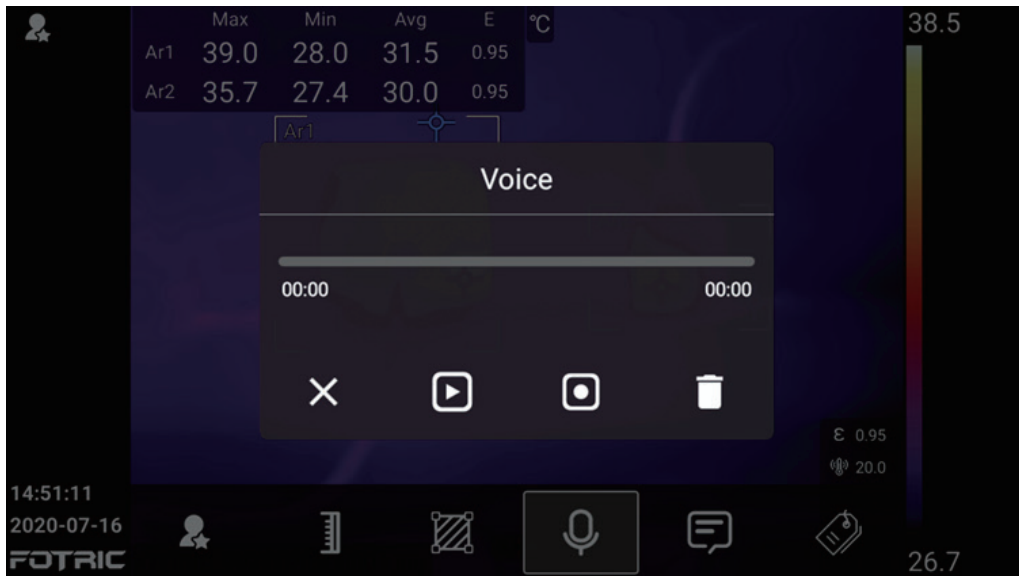 Max Min Avg E °C
Ar1 39.0 28.0 31.5 0.95
Ar2 35.7 27.4 30.0 0.95
38.5
Ar1
Voice
00:00 00:00
ε 0.95
20.0
14:51:11
2020-07-16
FOTRIC
26.7